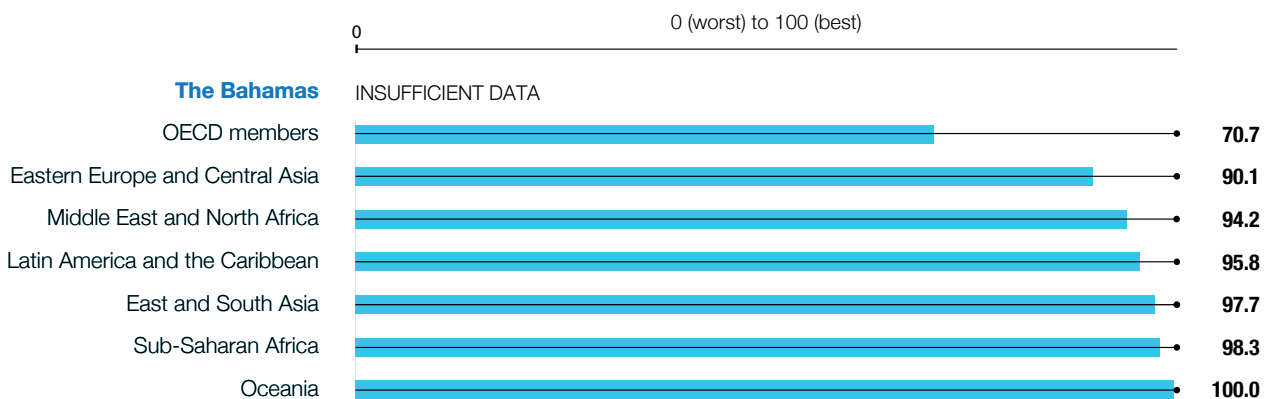 0 (worst) to 100 (best)
0
The Bahamas INSUFFICIENT DATA
OECD members 70.7
Eastern Europe and Central Asia 90.1
Middle East and North Africa 94.2
Latin America and the Caribbean 95.8
East and South Asia 97.7
Sub-Saharan Africa 98.3
Oceania 100.0